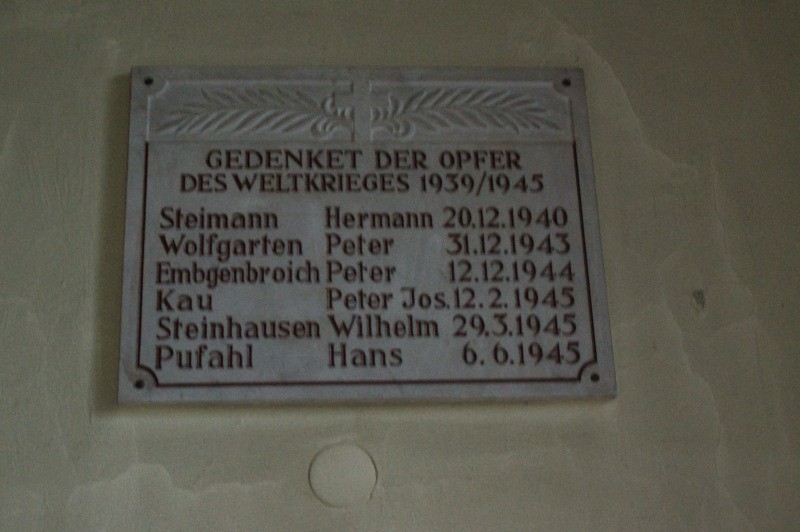 GEDENKET DER OPFER
DES WELTKRIEGES 1939/1945
Steimann Hermann 20.12.1940
Wolfgarten Peter 31.12.1943
Embgenbroich Peter 12.12.1944
Kau Peter Jos. 12.2.1945
Steinhausen Wilhelm 29.3.1945
Pufahl Hans 6.6.1945